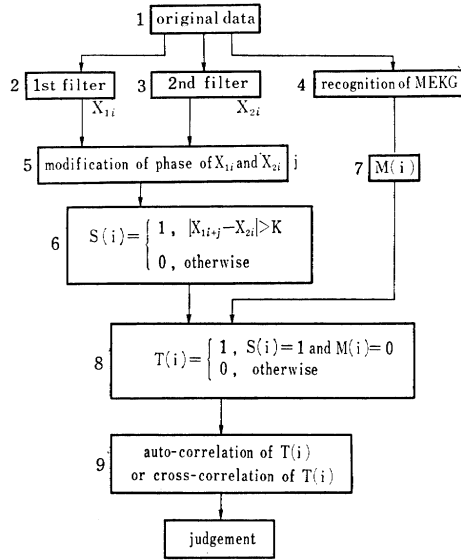 1 original data
2 1st filter
3 2nd filter
4 recognition of MEKG
X₁ᵢ
X₂ᵢ
5 modification of phase of X₁ᵢ and X₂ᵢ j
7 M(i)
6 S(i)= { 1 , |X₁ᵢ₊ⱼ−X₂ᵢ|>K
0, otherwise
8 T(i)= { 1 , S(i)=1 and M(i)=0
0, otherwise
9 auto-correlation of T(i)
or cross-correlation of T(i)
judgement